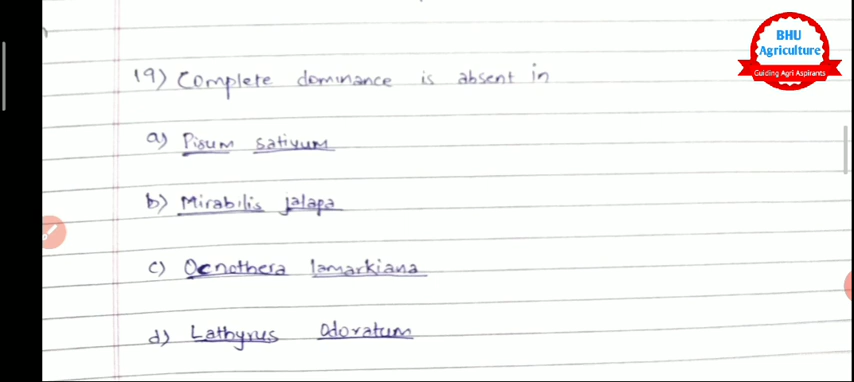 BHU
Agriculture
Guiding Agri Aspirants
19) Complete dominance is absent in
a) Pisum sativum
b) Mirabilis jalapa
c) Oenothera lamarkiana
d) Lathyrus odoratum